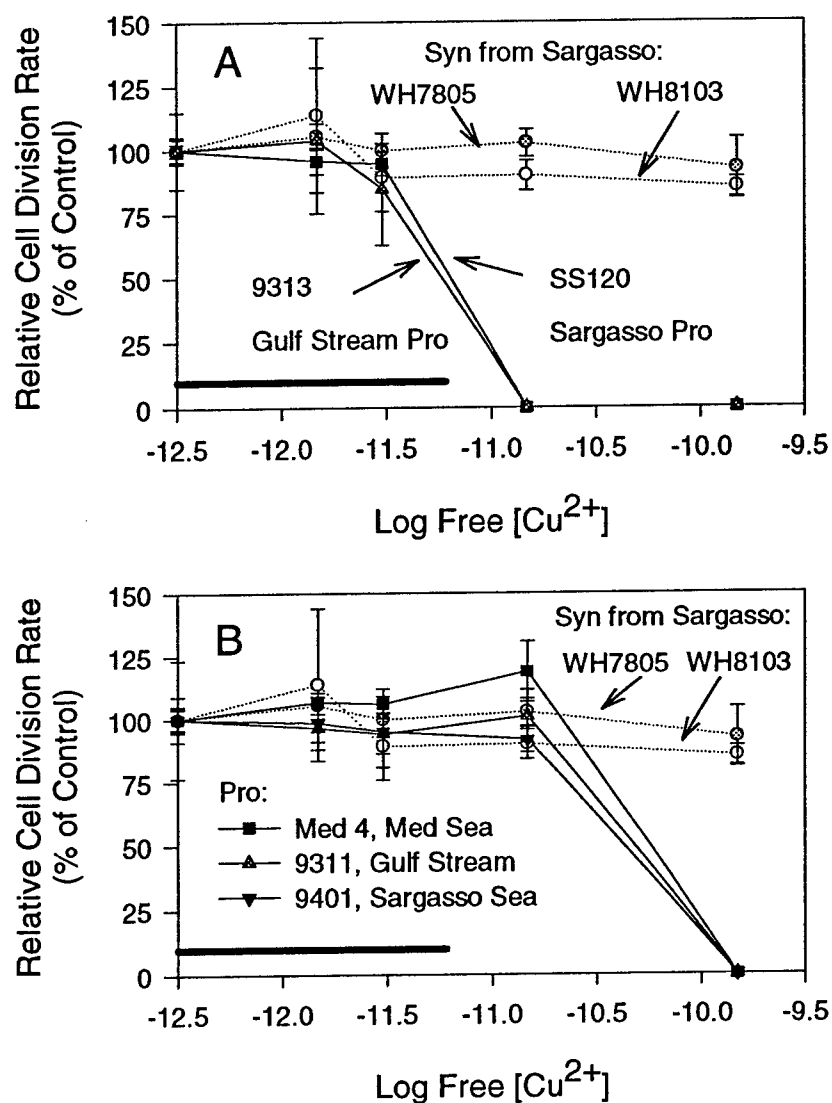 Relative Cell Division Rate
(% of Control)
150
125
100
75
50
25
0
A
Syn from Sargasso:
WH7805
WH8103
9313
SS120
Gulf Stream Pro
Sargasso Pro
-12.5 -12.0 -11.5 -11.0 -10.5 -10.0 -9.5
Log Free [Cu2+]
Relative Cell Division Rate
(% of Control)
150
125
100
75
50
25
0
B
Syn from Sargasso:
WH7805
WH8103
Pro:
Med 4, Med Sea
9311, Gulf Stream
9401, Sargasso Sea
-12.5 -12.0 -11.5 -11.0 -10.5 -10.0 -9.5
Log Free [Cu2+]